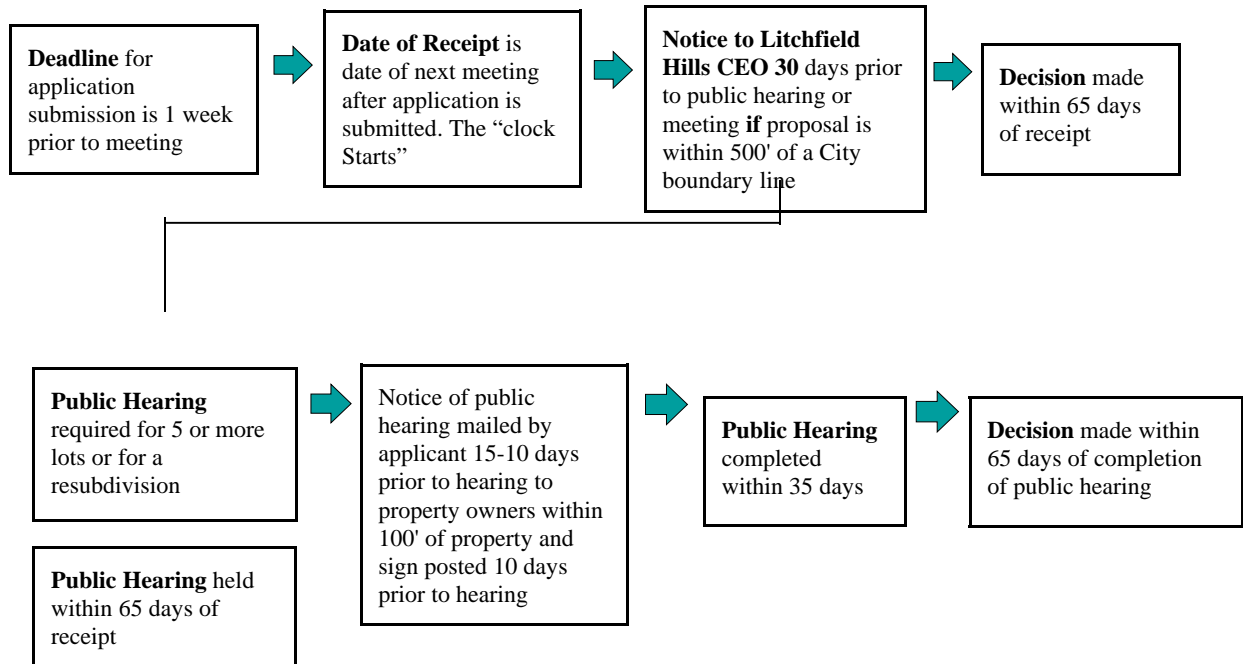 Deadline for
application
submission is 1 week
prior to meeting
Date of Receipt is
date of next meeting
after application is
submitted. The “clock
Starts”
Notice to Litchfield
Hills CEO 30 days prior
to public hearing or
meeting if proposal is
within 500' of a City
boundary line
Decision made
within 65 days
of receipt
Public Hearing
required for 5 or more
lots or for a
resubdivision
Public Hearing held
within 65 days of
receipt
Notice of public
hearing mailed by
applicant 15-10 days
prior to hearing to
property owners within
100' of property and
sign posted 10 days
prior to hearing
Public Hearing
completed
within 35 days
Decision made within
65 days of completion
of public hearing